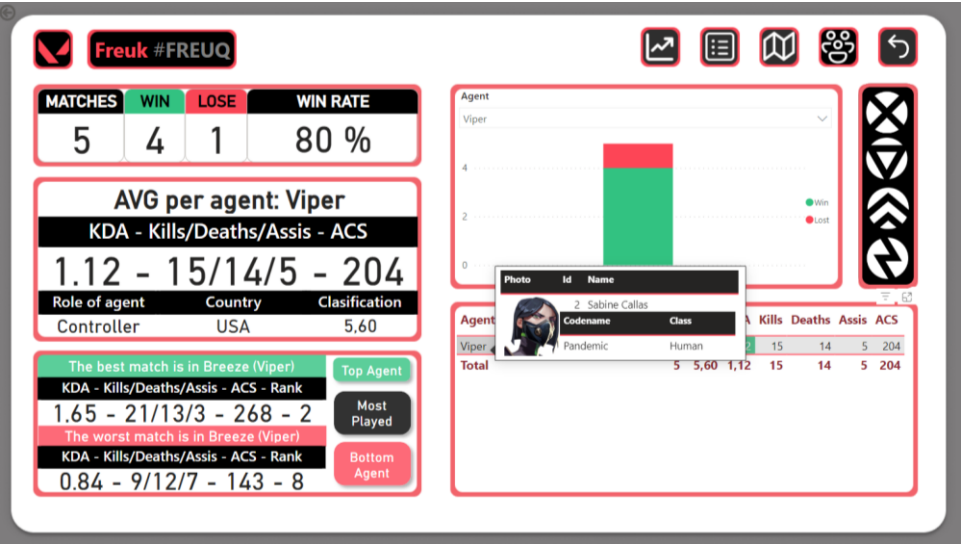 Freuk #FREUQ
MATCHES WIN LOSE WIN RATE
5 4 1 80 %
AVG per agent: Viper
KDA - Kills/Deaths/Assis - ACS
1.12 - 15/14/5 - 204
Role of agent Country Clasification
Controller USA 5,60
The best match is in Breeze (Viper)
KDA - Kills/Deaths/Assis - ACS - Rank
1.65 - 21/13/3 - 268 - 2
The worst match is in Breeze (Viper)
KDA - Kills/Deaths/Assis - ACS - Rank
0.84 - 9/12/7 - 143 - 8
Top Agent
Most
Played
Bottom
Agent
Agent
Viper
4
2
0
Win
Lost
Photo Id Name
2 Sabine Callas
Codename Class
Pandemic Human
Agent A Kills Deaths Assis ACS
Viper 2 15 14 5 204
Total 5 5,60 1,12 15 14 5 204